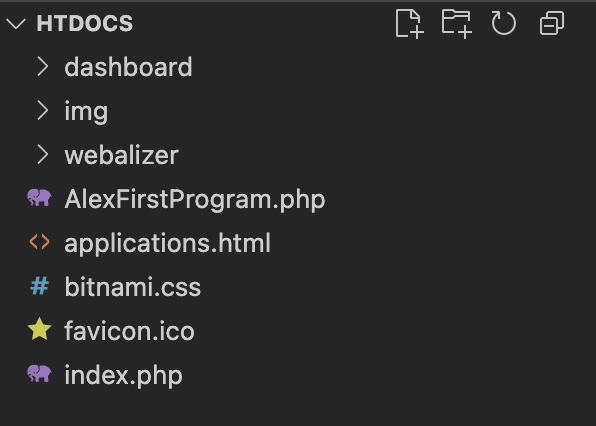 HTDOCS
dashboard
img
webalizer
AlexFirstProgram.php
applications.html
bitnami.css
favicon.ico
index.php